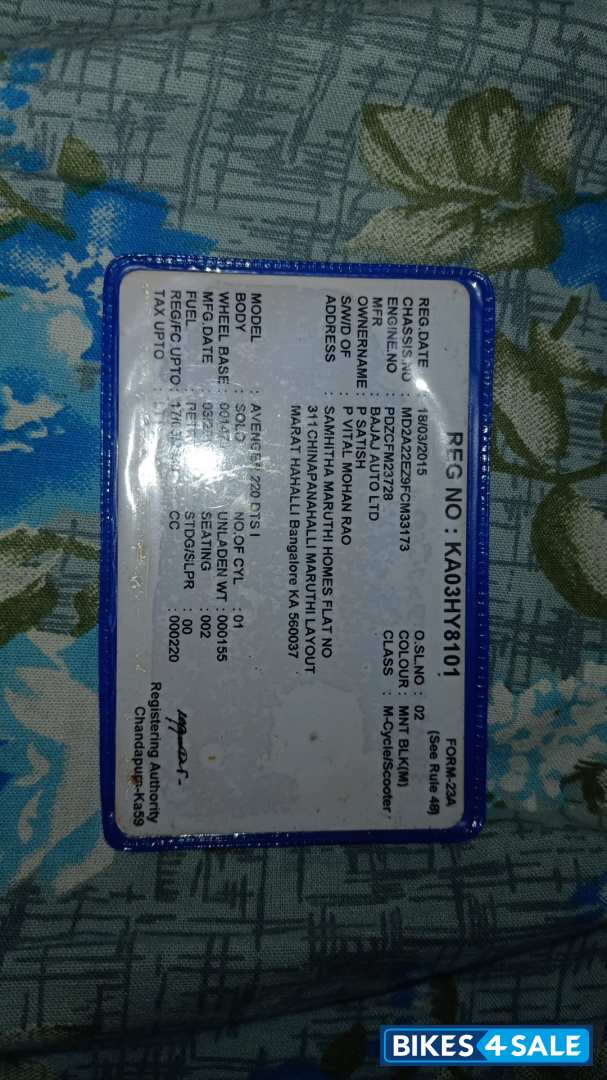 FORM-23A
(See Rule 48)
REG NO : KA03HY8101
REG.DATE : 18/03/2015 O.SL.NO : 02
CHASSIS.NO : MD2A22EZ9FCM33173 COLOUR : MNT BLK(M)
ENGINE.NO : PDZCFM23728 CLASS : M-Cycle/Scooter
MFR : BAJAJ AUTO LTD
OWNERNAME : P SATISH
S/W/D OF : P VITAL MOHAN RAO
ADDRESS : SAMHITHA MARUTHI HOMES FLAT NO
311 CHINAPANAHALLI MARUTHI LAYOUT
MARAT HAHALLI Bangalore KA 560037
MODEL : AVENGER 220 DTS I
BODY : SOLO NO.OF CYL : 01
WHEEL BASE : UNLADEN WT : 000155
MFG.DATE : SEATING : 002
FUEL : STDG/SLPR : 00
REG/FC UPTO : CC : 000220
TAX UPTO :
Registering Authority
Chandapura-Ka59
BIKES4SALE